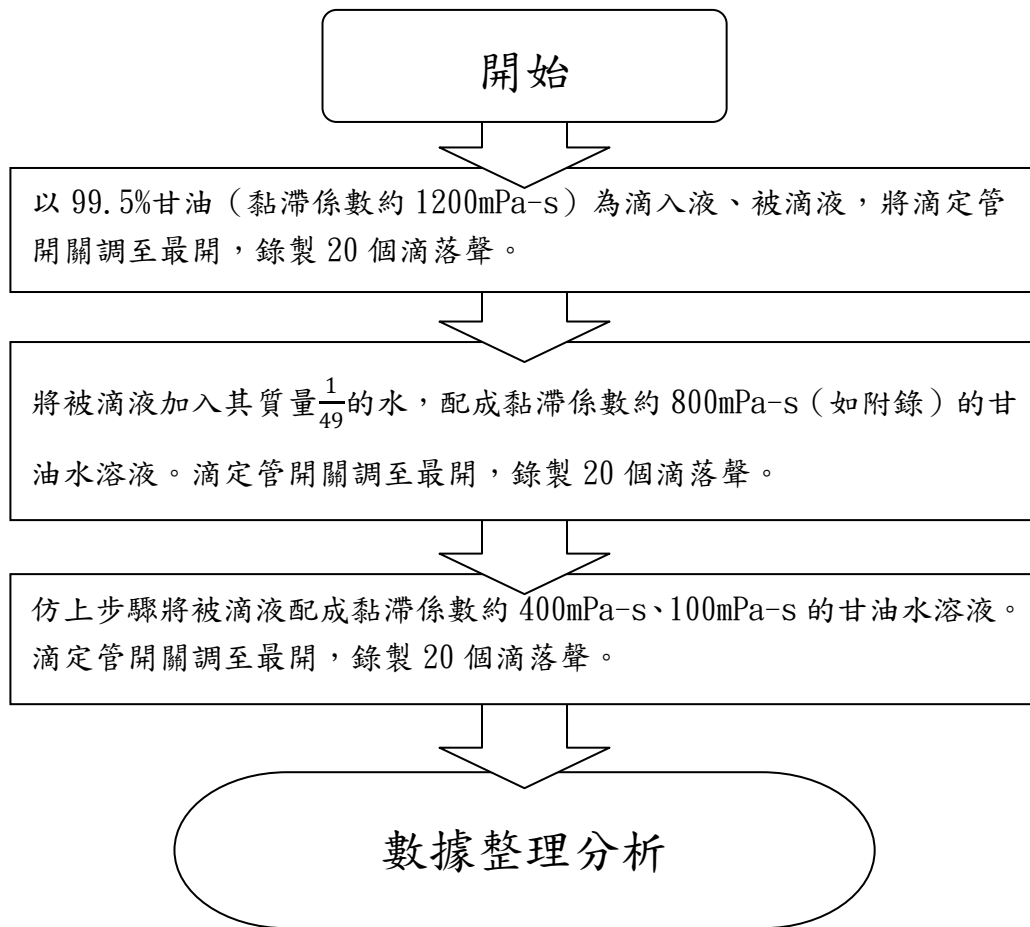 開始
以 99.5%甘油（黏滯係數約 1200mPa-s）為滴入液、被滴液，將滴定管
開關調至最開，錄製 20 個滴落聲。
將被滴液加入其質量1/49的水，配成黏滯係數約 800mPa-s（如附錄）的甘
油水溶液。滴定管開關調至最開，錄製 20 個滴落聲。
仿上步驟將被滴液配成黏滯係數約 400mPa-s、100mPa-s 的甘油水溶液。
滴定管開關調至最開，錄製 20 個滴落聲。
數據整理分析